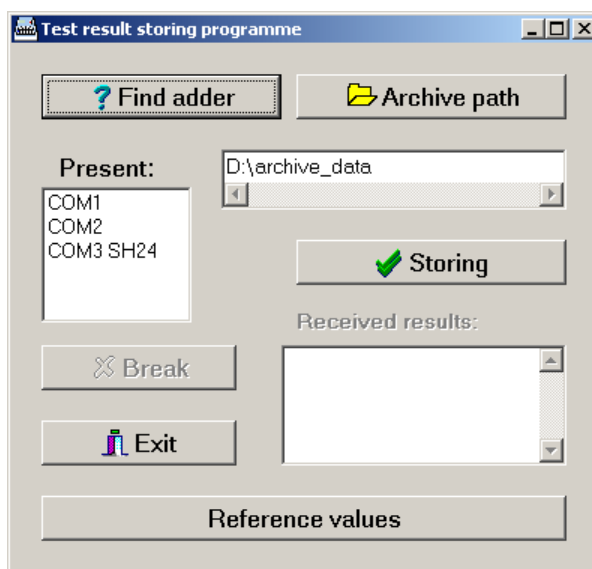 Test result storing programme
Find adder
Archive path
Present:
D:\archive_data
COM1
COM2
COM3 SH24
Storing
Received results:
Break
Exit
Reference values